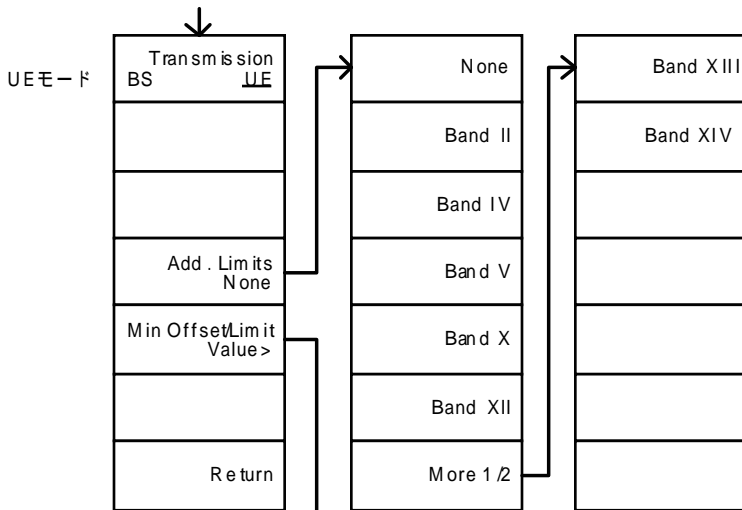 UEモード
Transmission
BS UE
Add. Limits
None
Min Offset/Limit
Value>
Return
None
Band II
Band IV
Band V
Band X
Band XII
More 1/2
Band XIII
Band XIV